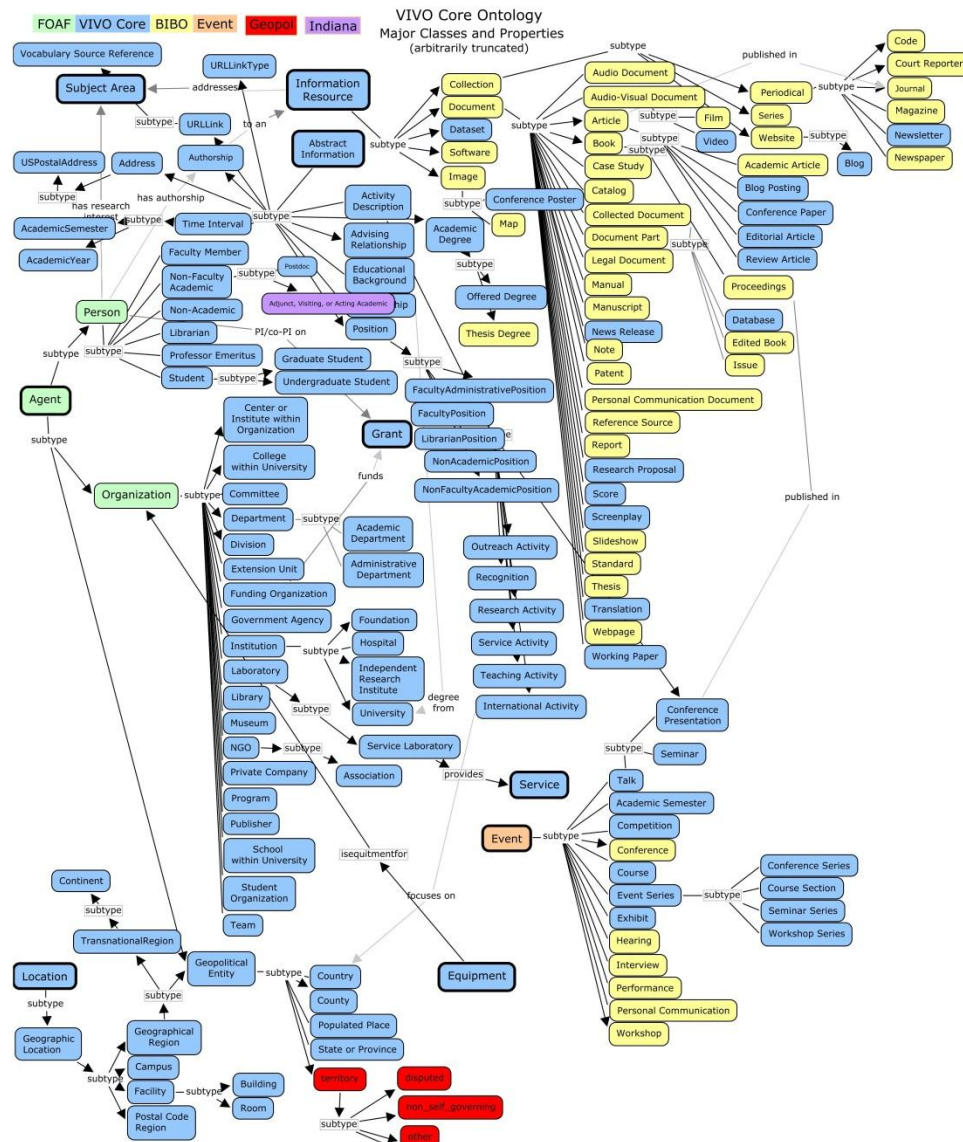 VIVO Core Ontology
Major Classes and Properties
(arbitrarily truncated)
FOAF
VIVO Core
BIBO
Event
Geopol
Indiana
Vocabulary Source Reference
Subject Area
URLLinkType
addresses
Information
Resource
subtype
URLLink
to an
Abstract
Information
USPostalAddress
Address
Authorship
subtype
has authorship
has research
interest
subtype
AcademicSemester
Time Interval
subtype
AcademicYear
Activity
Description
Advising
Relationship
Educational
Background
hip
Position
Faculty Member
Non-Faculty
Academic
subtype
Postdoc
Adjunct, Visiting, or Acting Academic
Non-Academic
Librarian
Professor Emeritus
Student
subtype
Graduate Student
Undergraduate Student
Person
subtype
subtype
PI/co-PI on
Agent
subtype
Grant
funds
subtype
Collection
Document
Dataset
Software
Image
subtype
Conference Poster
Map
Academic
Degree
subtype
Offered Degree
Thesis Degree
subtype
published in
Periodical
Series
Website
subtype
Blog
subtype
Code
Court Reporter
Journal
Magazine
Newsletter
Newspaper
subtype
Audio Document
Audio-Visual Document
subtype
Film
Video
Article
Book
subtype
Case Study
Catalog
Collected Document
subtype
Document Part
Legal Document
Manual
Manuscript
News Release
Note
Patent
Personal Communication Document
Reference Source
Report
Research Proposal
Score
Screenplay
Slideshow
Standard
Thesis
Translation
Webpage
Working Paper
Academic Article
Blog Posting
Conference Paper
Editorial Article
Review Article
Proceedings
Database
Edited Book
Issue
published in
subtype
FacultyAdministrativePosition
FacultyPosition
LibrarianPosition
NonAcademicPosition
NonFacultyAcademicPosition
Outreach Activity
Recognition
Research Activity
Service Activity
Teaching Activity
International Activity
Organization
subtype
Center or
Institute within
Organization
College
within University
Committee
Department
subtype
Academic
Department
Administrative
Department
Division
Extension Unit
Funding Organization
Government Agency
Institution
subtype
Foundation
Hospital
Independent
Research
Institute
University
degree
from
Laboratory
subtype
Service Laboratory
provides
Service
Library
Museum
NGO
subtype
Association
Private Company
Program
Publisher
School
within University
Student
Organization
Team
isequitmentfor
Equipment
focuses on
Conference
Presentation
subtype
Seminar
Talk
Event
subtype
Academic Semester
Competition
Conference
Course
Event Series
subtype
Conference Series
Course Section
Seminar Series
Workshop Series
Exhibit
Hearing
Interview
Performance
Personal Communication
Workshop
Continent
subtype
TransnationalRegion
subtype
Geopolitical
Entity
subtype
Country
County
Populated Place
State or Province
territory
subtype
disputed
non_self_governing
other
Location
subtype
Geographic
Location
subtype
Geographical
Region
Campus
Facility
subtype
Building
Room
Postal Code
Region